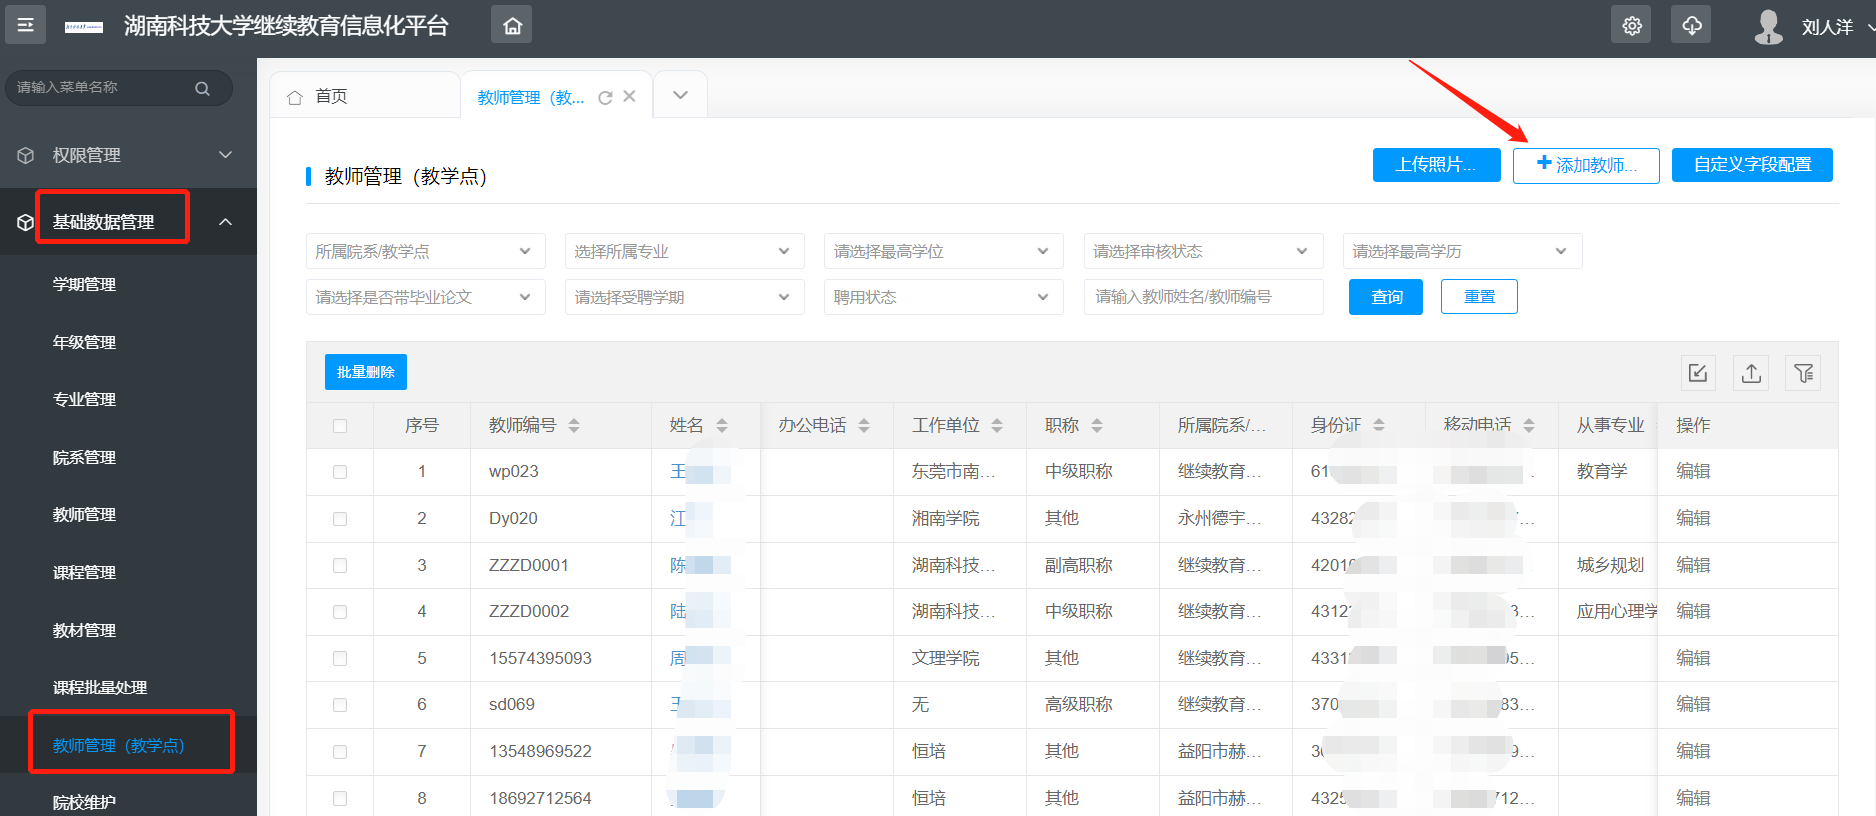 湖南科技大学继续教育信息化平台
刘人洋
请输入菜单名称
权限管理
基础数据管理
学期管理
年级管理
专业管理
院系管理
教师管理
课程管理
教材管理
课程批量处理
教师管理（教学点）
院校维护
首页
教师管理（教...
教师管理（教学点）
上传照片...
添加教师...
自定义字段配置
所属院系/教学点 选择所属专业 请选择最高学位 请选择审核状态 请选择最高学历
请选择是否带毕业论文 请选择受聘学期 聘用状态 请输入教师姓名/教师编号 查询 重置
批量删除
序号 教师编号 姓名 办公电话 工作单位 职称 所属院系/... 身份证 移动电话 从事专业 操作
1 wp023 王 东莞市南... 中级职称 继续教育... 61 教育学 编辑
2 Dy020 江 湘南学院 其他 永州德宇... 43282 编辑
3 ZZZD0001 陈 湖南科技... 副高职称 继续教育... 4201 城乡规划 编辑
4 ZZZD0002 陆 湖南科技... 中级职称 继续教育... 4312 3... 应用心理学 编辑
5 15574395093 周 文理学院 其他 继续教育... 4331 05... 编辑
6 sd069 王 无 高级职称 继续教育... 370 83... 编辑
7 13548969522 恒培 其他 益阳市赫... 3 9... 编辑
8 18692712564 恒培 其他 益阳市赫... 432 712... 编辑